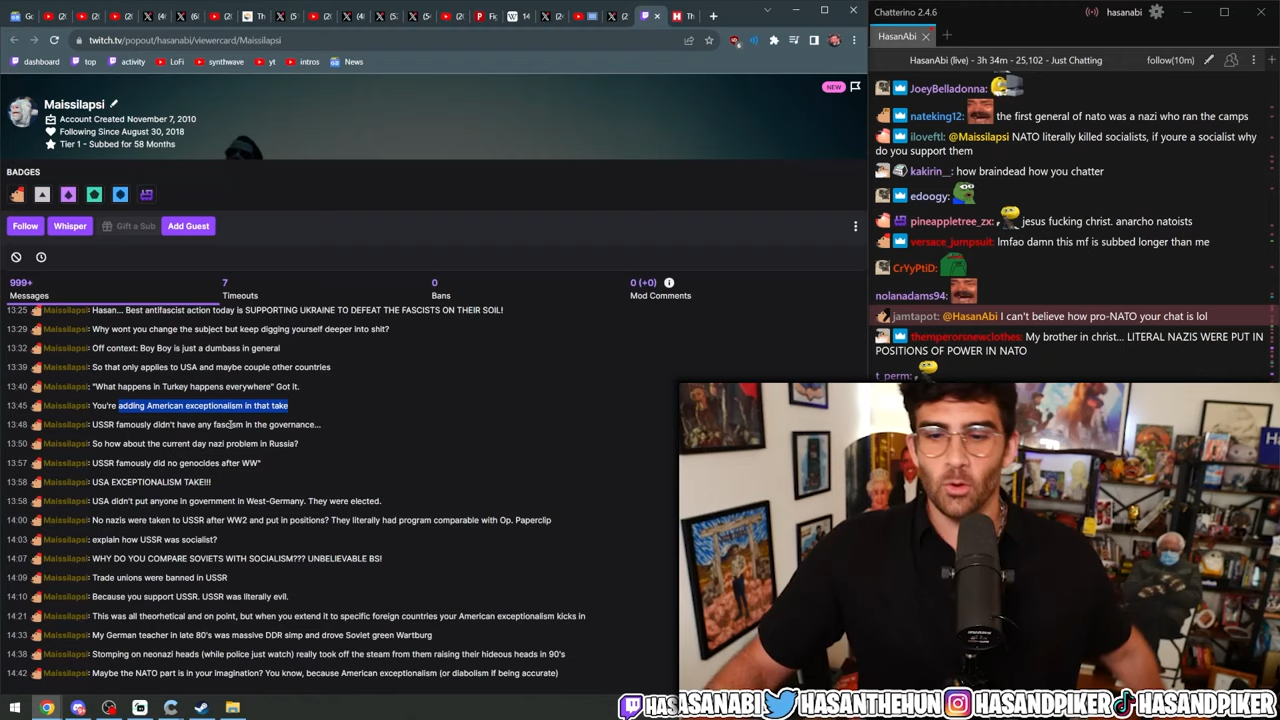 Chatterino 2.4.6
hasanabi
twitch.tv/popout/hasanabi/viewercard/Maissilapsi
dashboard
top
activity
LoFi
synthwave
yt
intros
News
HasanAbi
HasanAbi (live) - 3h 34m - 25,102 - Just Chatting
follow(10m)
Maissilapsi
NEW
Account Created November 7, 2010
Following Since August 30, 2018
Tier 1 - Subbed for 58 Months
BADGES
Follow
Whisper
Gift a Sub
Add Guest
999+
Messages
7
Timeouts
0
Bans
0 (+0)
Mod Comments
13:25 Maissilapsi: Hasan... Best antifascist action today is SUPPORTING UKRAINE TO DEFEAT THE FASCISTS ON THEIR SOIL!
13:29 Maissilapsi: Why wont you change the subject but keep digging yourself deeper into shit?
13:32 Maissilapsi: Off context: Boy Boy is just a dumbass in general
13:39 Maissilapsi: So that only applies to USA and maybe couple other countries
13:40 Maissilapsi: "What happens in Turkey happens everywhere" Got it.
13:45 Maissilapsi: You're adding American exceptionalism in that take
13:48 Maissilapsi: USSR famously didn't have any fascism in the governance...
13:50 Maissilapsi: So how about the current day nazi problem in Russia?
13:57 Maissilapsi: USSR famously did no genocides after WW"
13:58 Maissilapsi: USA EXCEPTIONALISM TAKE!!!
13:58 Maissilapsi: USA didn't put anyone in government in West-Germany. They were elected.
14:00 Maissilapsi: No nazis were taken to USSR after WW2 and put in positions? They literally had program comparable with Op. Paperclip
14:03 Maissilapsi: explain how USSR was socialist?
14:07 Maissilapsi: WHY DO YOU COMPARE SOVIETS WITH SOCIALISM??? UNBELIEVABLE BS!
14:09 Maissilapsi: Trade unions were banned in USSR
14:10 Maissilapsi: Because you support USSR. USSR was literally evil.
14:21 Maissilapsi: This was all theorhetical and on point, but when you extend it to specific foreign countries your American exceptionalism kicks in
14:33 Maissilapsi: My German teacher in late 80's was massive DDR simp and drove Soviet green Wartburg
14:38 Maissilapsi: Stomping on neonazi heads (while police just watch) really took off the steam from them raising their hideous heads in 90's
14:42 Maissilapsi: Maybe the NATO part is in your imagination? You know, because American exceptionalism (or diabolism if being accurate)
JoeyBelladonna:
nateking12: the first general of nato was a nazi who ran the camps
iloveftl: @Maissilapsi NATO literally killed socialists, if youre a socialist why
do you support them
kakirin__: how braindead how you chatter
edoogy:
pineappletree_zx: jesus fucking christ. anarcho natoists
versace_jumpsuit: lmfao damn this mf is subbed longer than me
CrYyPtiD:
nolanadams94:
jamtapot: @HasanAbi I can't believe how pro-NATO your chat is lol
themperorsnewclothes: My brother in christ... LITERAL NAZIS WERE PUT IN
POSITIONS OF POWER IN NATO
t_perm:
HASANABI HASANTHEHUN HASANDPIKER HASANDPIKER